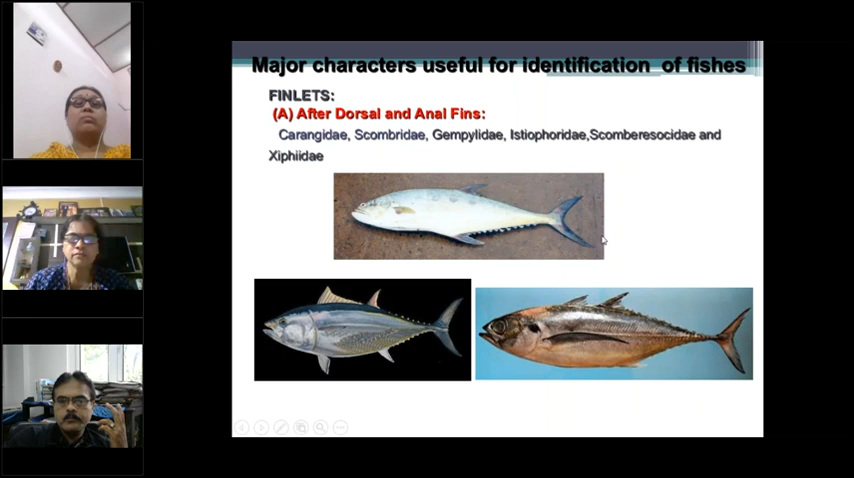 Major characters useful for identification of fishes
FINLETS:
(A) After Dorsal and Anal Fins:
Carangidae, Scombridae, Gempylidae, Istiophoridae,Scomberesocidae and
Xiphiidae